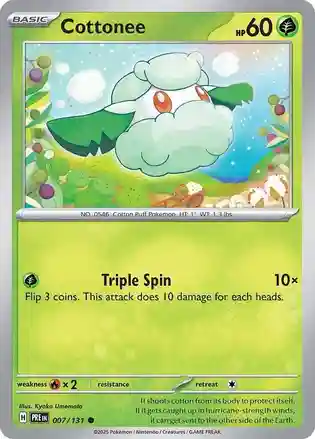 BASIC
Cottonee
HP 60
NO. 0546 Cotton Puff Pokémon HT: 1' WT: 1.3 lbs
Triple Spin 10×
Flip 3 coins. This attack does 10 damage for each heads.
weakness ×2 resistance retreat
Illus. Kyoko Umemoto
H PRE EN 007/131 ●
It shoots cotton from its body to protect itself.
If it gets caught up in hurricane-strength winds,
it can get sent to the other side of the world.
©2025 Pokémon / Nintendo / Creatures / GAME FREAK